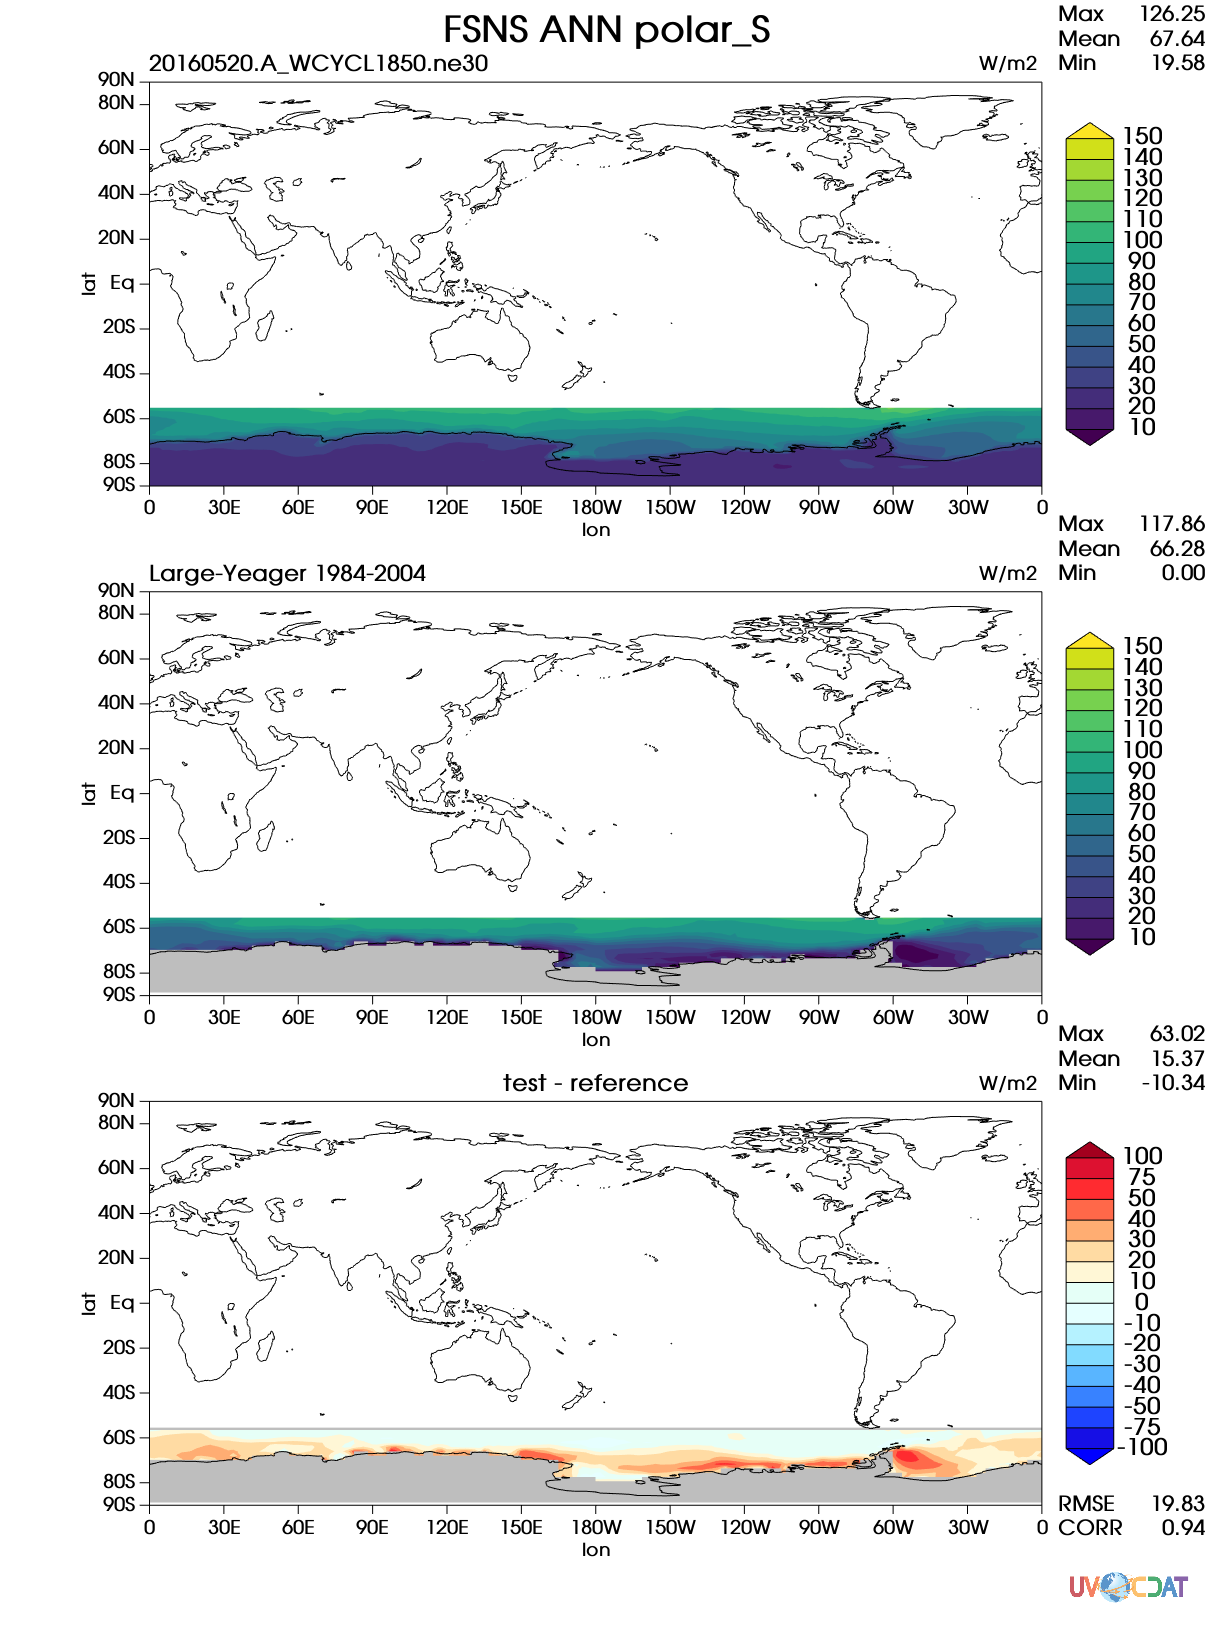 FSNS ANN polar_S
20160520.A_WCYCL1850.ne30
W/m2
Max 126.25
Mean 67.64
Min 19.58
90N
80N
60N
40N
20N
Eq
20S
40S
60S
80S
90S
lat
0 30E 60E 90E 120E 150E 180W 150W 120W 90W 60W 30W 0
lon
150
140
130
120
110
100
90
80
70
60
50
40
30
20
10
Large-Yeager 1984-2004
W/m2
Max 117.86
Mean 66.28
Min 0.00
90N
80N
60N
40N
20N
Eq
20S
40S
60S
80S
90S
lat
0 30E 60E 90E 120E 150E 180W 150W 120W 90W 60W 30W 0
lon
150
140
130
120
110
100
90
80
70
60
50
40
30
20
10
test - reference
W/m2
Max 63.02
Mean 15.37
Min -10.34
90N
80N
60N
40N
20N
Eq
20S
40S
60S
80S
90S
lat
0 30E 60E 90E 120E 150E 180W 150W 120W 90W 60W 30W 0
lon
100
75
50
40
30
20
10
0
-10
-20
-30
-40
-50
-75
-100
RMSE 19.83
CORR 0.94
UV CDAT